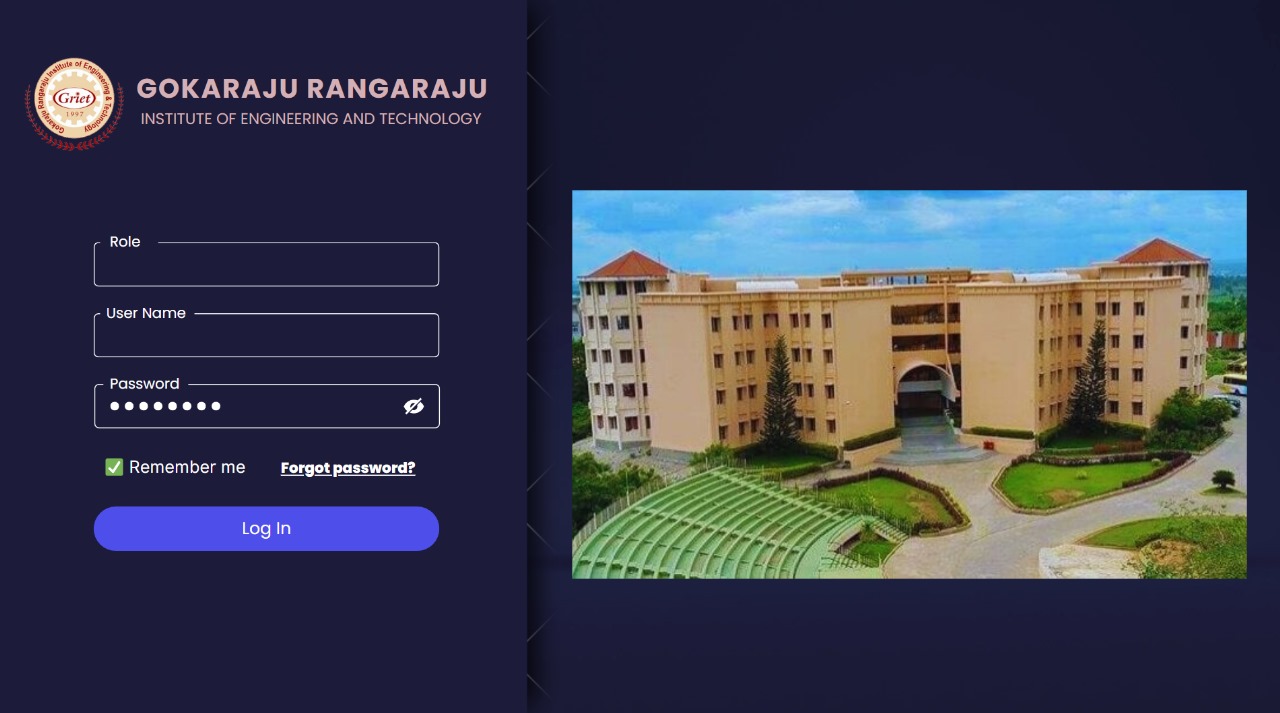 Gokaraju Rangaraju Institute of Engineering & Technology
Griet
1997
GOKARAJU RANGARAJU
INSTITUTE OF ENGINEERING AND TECHNOLOGY
Role
User Name
Password
Remember me
Forgot password?
Log In